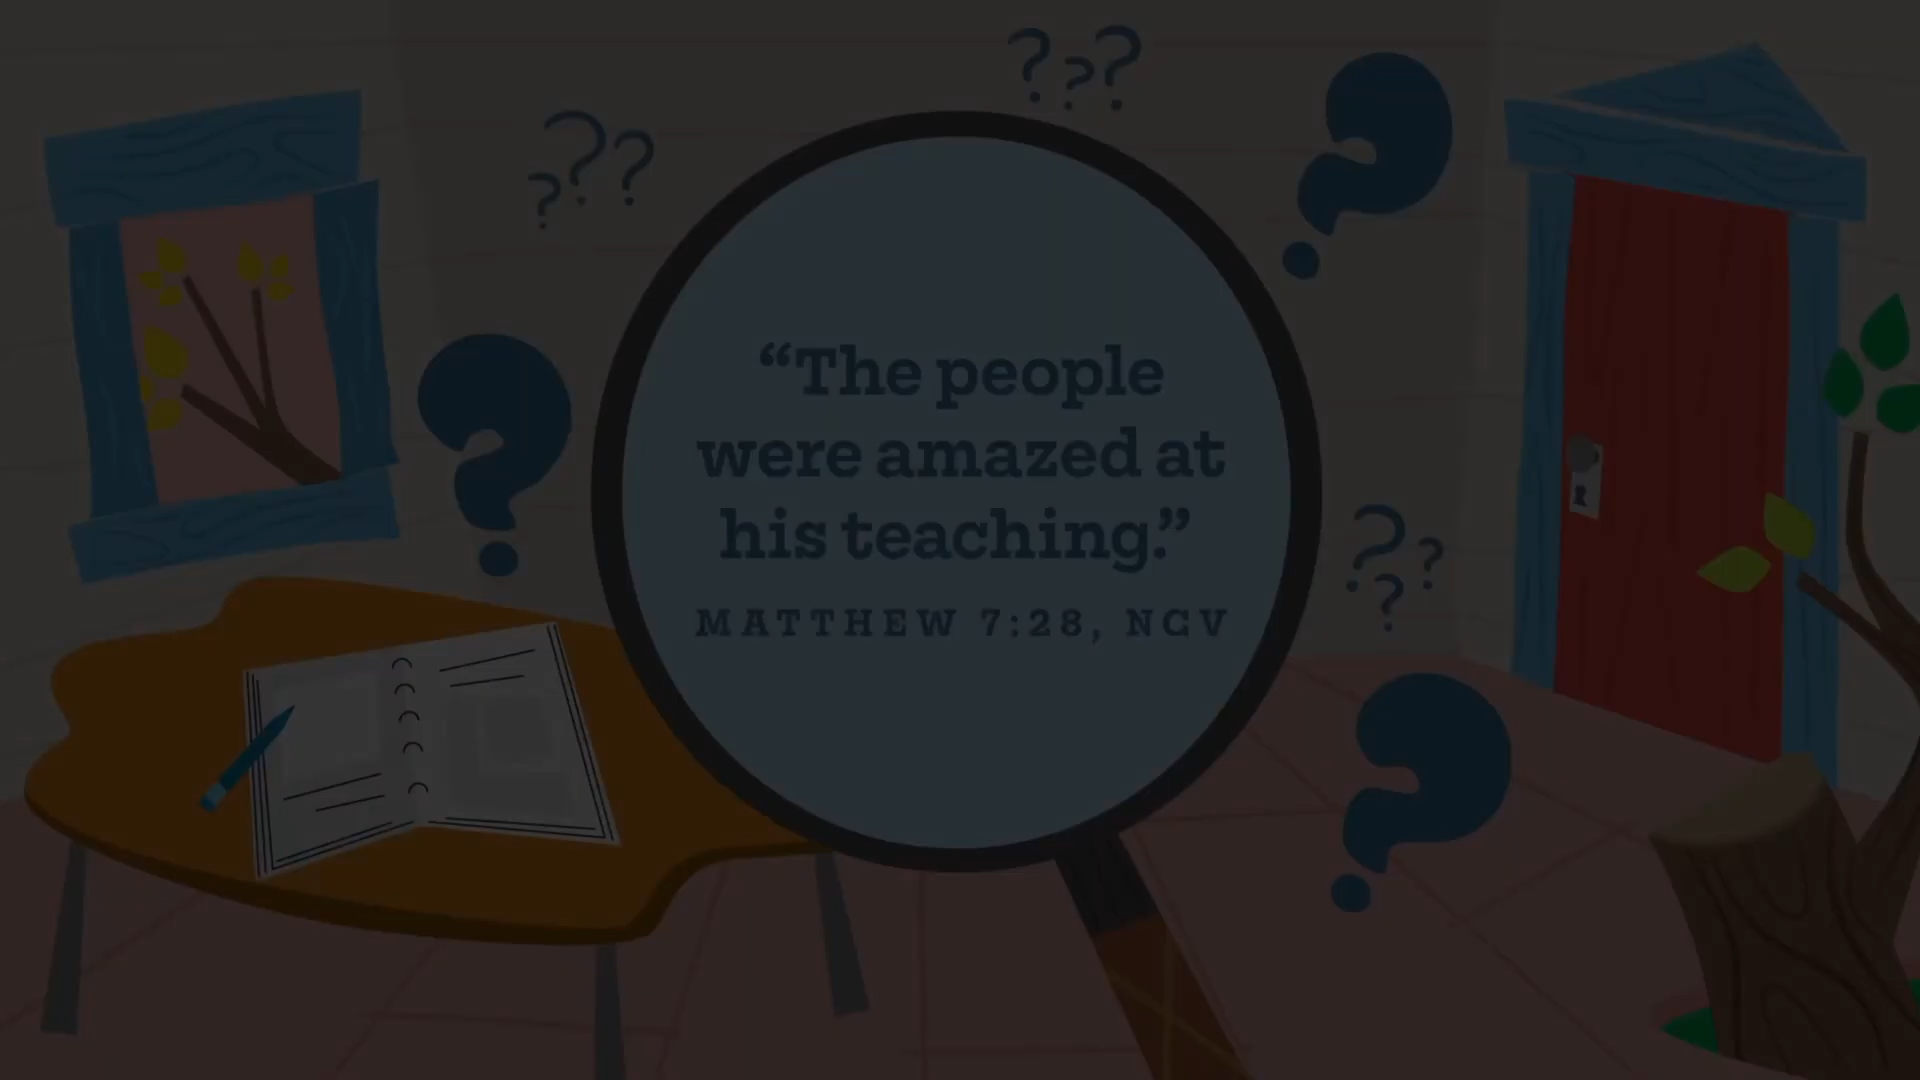 “The people
were amazed at
his teaching.”
MATTHEW 7:28, NCV
???
???
?
?
???
?